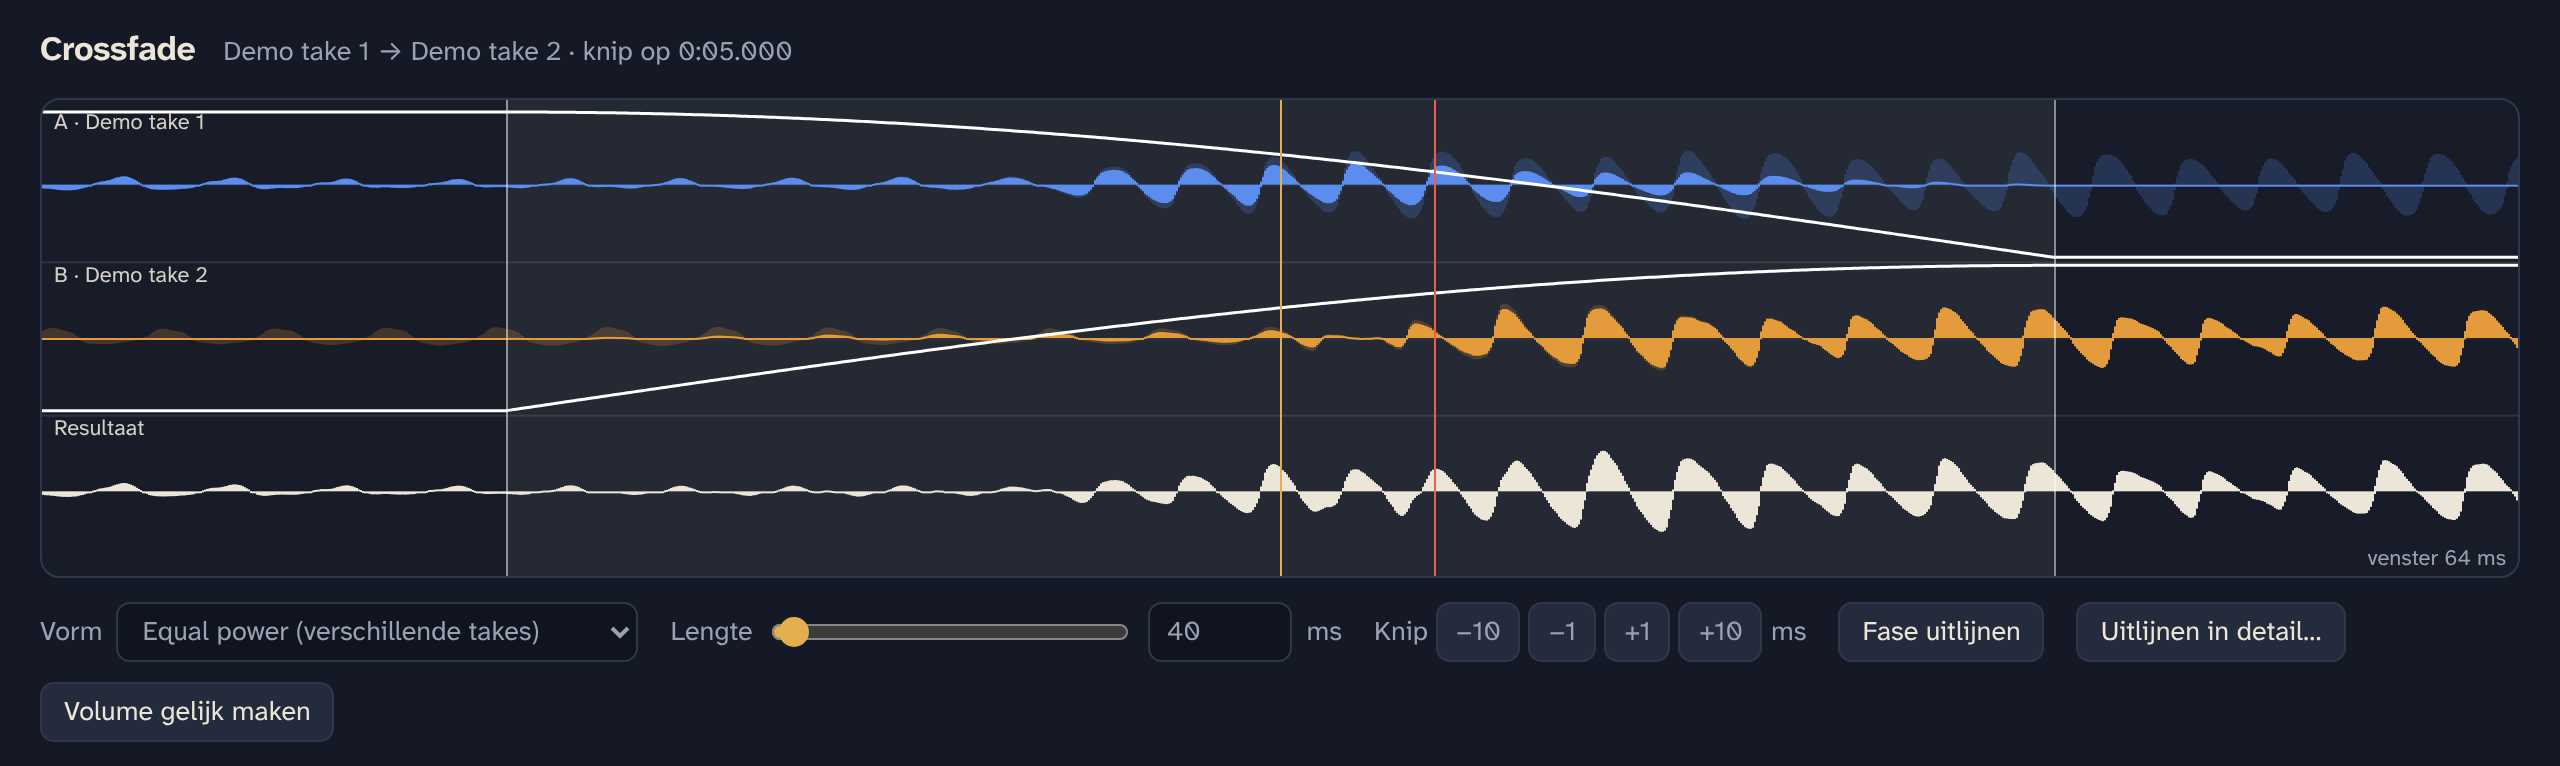 Crossfade Demo take 1 → Demo take 2 · knip op 0:05.000
A · Demo take 1
B · Demo take 2
Resultaat
venster 64 ms
Vorm Equal power (verschillende takes) Lengte 40 ms Knip −10 −1 +1 +10 ms Fase uitlijnen Uitlijnen in detail...
Volume gelijk maken